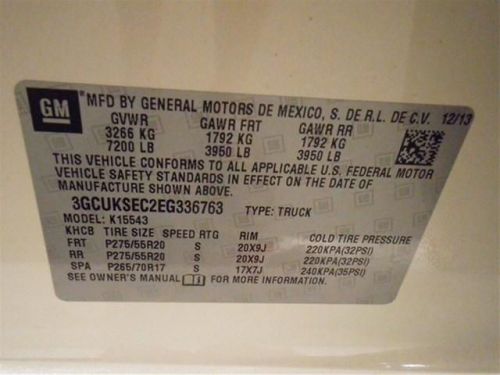 GM
MFD BY GENERAL MOTORS DE MEXICO, S. DE R.L. DE C.V. 12/13
GVWR GAWR FRT GAWR RR
3266 KG 1792 KG 1792 KG
7200 LB 3950 LB 3950 LB
THIS VEHICLE CONFORMS TO ALL APPLICABLE U.S. FEDERAL MOTOR
VEHICLE SAFETY STANDARDS IN EFFECT ON THE DATE OF
MANUFACTURE SHOWN ABOVE.
3GCUKSEC2EG336763 TYPE: TRUCK
MODEL: K15543
KHCB TIRE SIZE SPEED RTG RIM COLD TIRE PRESSURE
FRT P275/55R20 S 20X9J 220KPA(32PSI)
RR P275/55R20 S 20X9J 220KPA(32PSI)
SPA P265/70R17 S 17X7J 240KPA(35PSI)
SEE OWNER'S MANUAL FOR MORE INFORMATION.